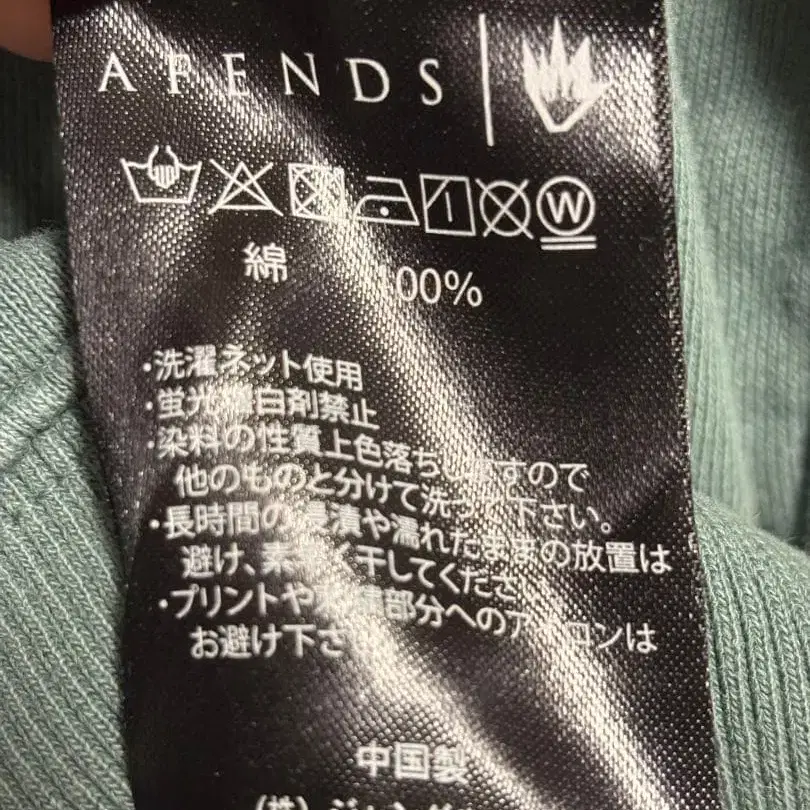 AFENDS
W
綿 100%
・洗濯ネット使用
・蛍光増白剤禁止
・染料の性質上色落ちしますので
他のものと分けて洗って下さい。
・長時間の浸漬や濡れたままの放置は
避け、素早く干してくださ
・プリントや刺繍部分へのアイロンは
お避け下さ
中国製
(株)